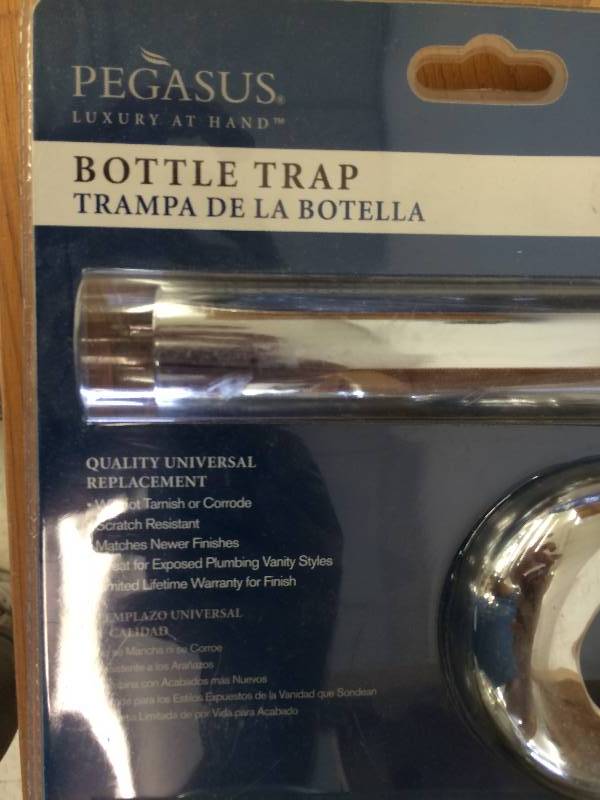 PEGASUS®
LUXURY AT HAND™
BOTTLE TRAP
TRAMPA DE LA BOTELLA
QUALITY UNIVERSAL
REPLACEMENT
Tarnish or Corrode
Scratch Resistant
Matches Newer Finishes
for Exposed Plumbing Vanity Styles
Lifetime Warranty for Finish
UNIVERSAL
CALIDAD
Mancha ni se Corroe
a los Arañazos
con Acabados mas Nuevos
para los Estilos Expuestos de la Vanidad que Sondean
Limitada de por Vida para Acabado